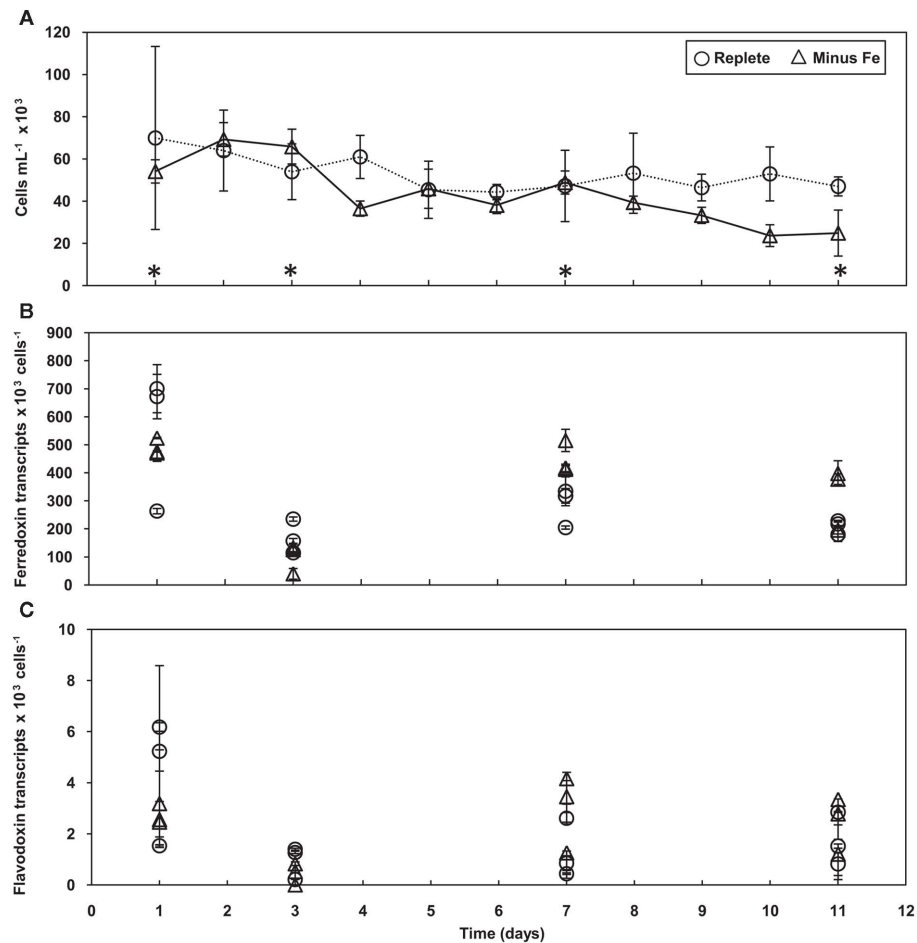 A
120
100
80
60
40
20
0
Cells mL⁻¹ x 10³
Replete
Minus Fe
* * * *
B
900
800
700
600
500
400
300
200
100
0
Ferredoxin transcripts x 10³ cells⁻¹
C
10
8
6
4
2
0
Flavodoxin transcripts x 10³ cells⁻¹
0 1 2 3 4 5 6 7 8 9 10 11 12
Time (days)